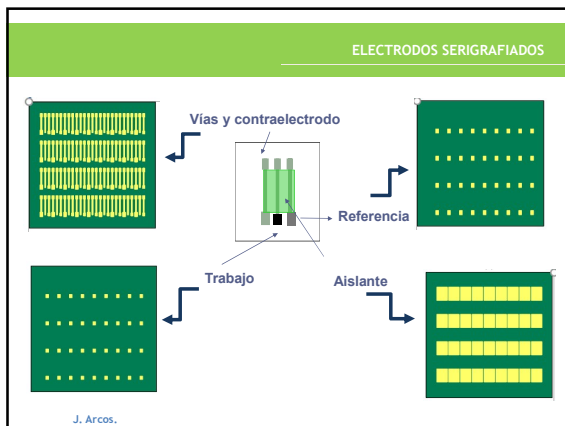 ELECTRODOS SERIGRAFIADOS
Vías y contraelectrodo
Referencia
Trabajo
Aislante
J. Arcos.